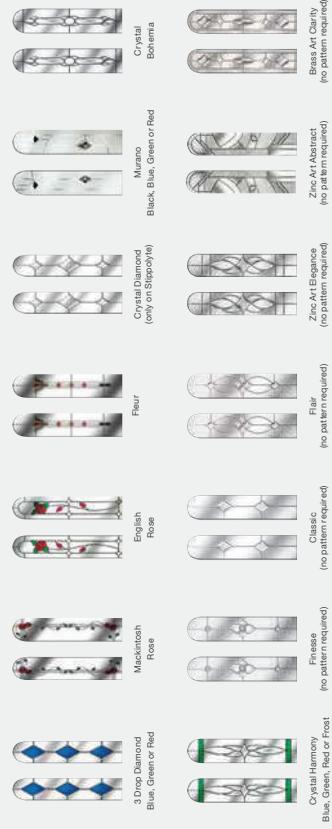 3 Drop Diamond
Blue, Green or Red
Mackintosh
Rose
English
Rose
Fleur
Crystal Diamond
(only on Stippolyte)
Murano
Black, Blue, Green or Red
Crystal
Bohemia
Crystal Harmony
Blue, Green, Red or Frost
Finesse
(no pattern required)
Classic
(no pattern required)
Flair
(no pattern required)
Zinc Art Elegance
(no pattern required)
Zinc Art Abstract
(no pattern required)
Brass Art Clarity
(no pattern required)